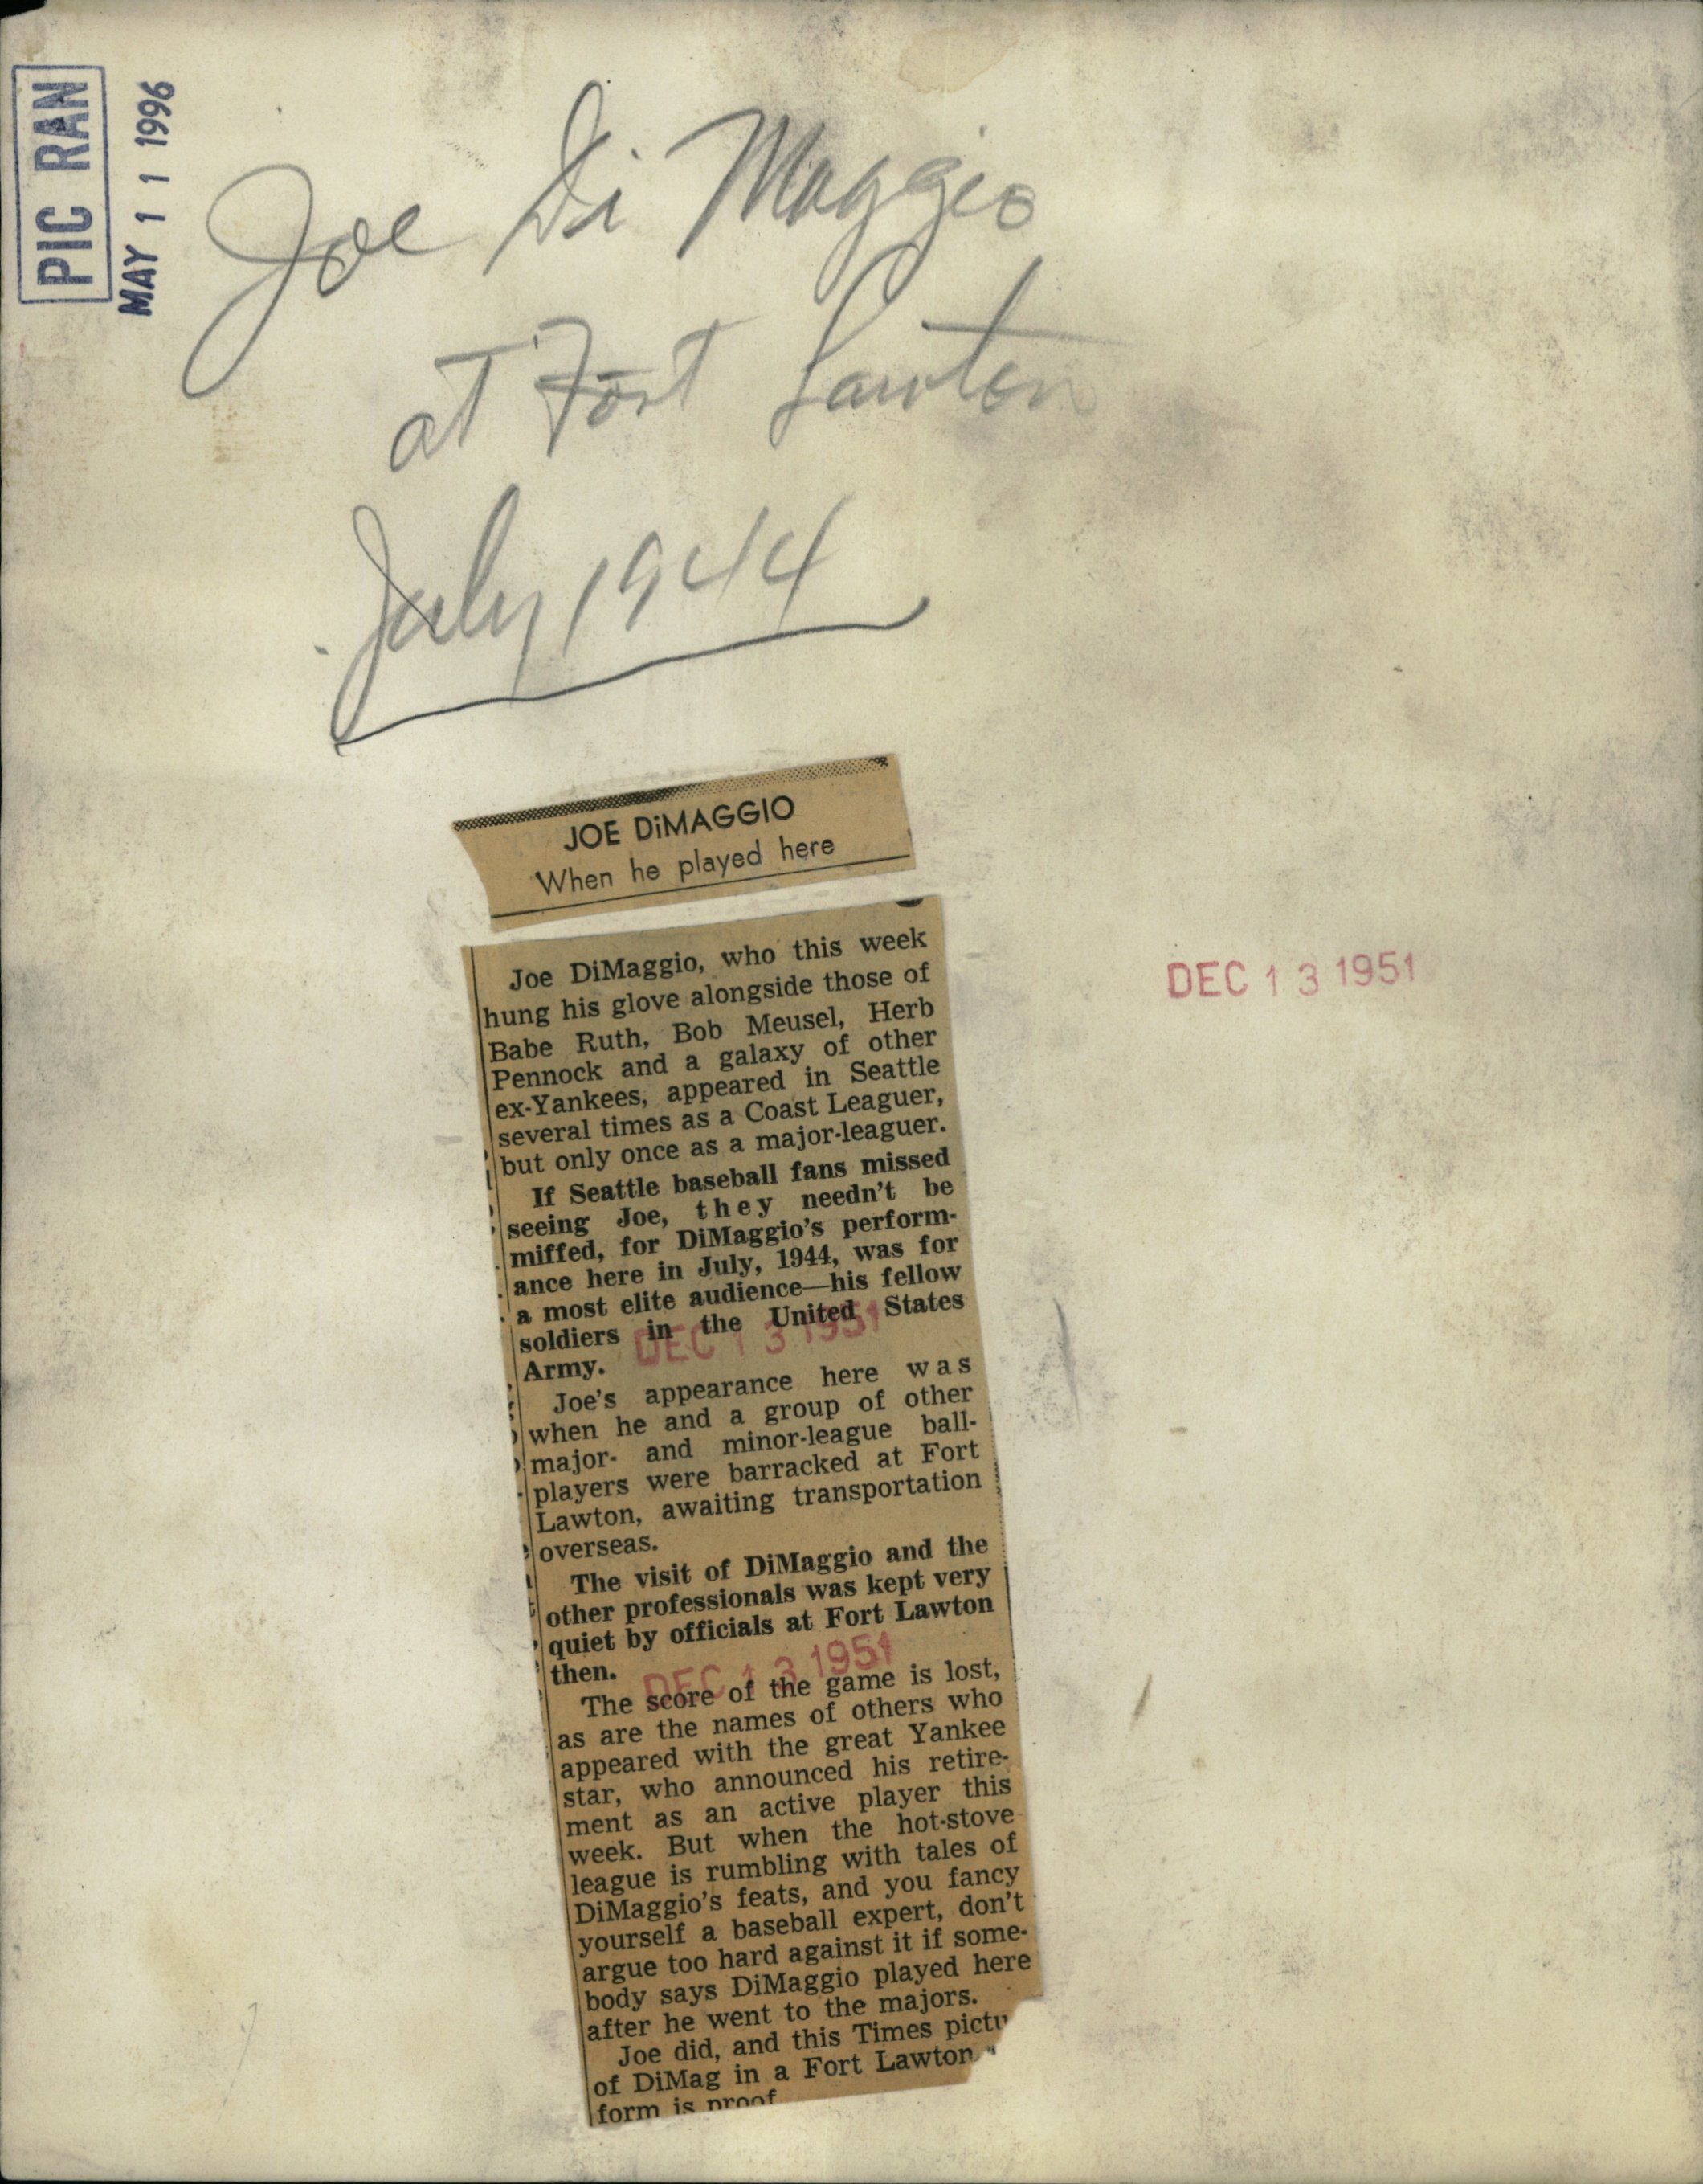 PIC RAN
MAY 11 1996
Joe Di Maggio
at Fort Lawton
July 1944
JOE DiMAGGIO
When he played here
DEC 13 1951
Joe DiMaggio, who this week
hung his glove alongside those of
Babe Ruth, Bob Meusel, Herb
Pennock and a galaxy of other
ex-Yankees, appeared in Seattle
several times as a Coast Leaguer,
but only once as a major-leaguer.
If Seattle baseball fans missed
seeing Joe, they needn't be
miffed, for DiMaggio's perform-
ance here in July, 1944, was for
a most elite audience—his fellow
soldiers in the United States
Army.
DEC 13 1951
Joe's appearance here was
when he and a group of other
major- and minor-league ball-
players were barracked at Fort
Lawton, awaiting transportation
overseas.
The visit of DiMaggio and the
other professionals was kept very
quiet by officials at Fort Lawton
then.
DEC 13 1951
The score of the game is lost,
as are the names of others who
appeared with the great Yankee
star, who announced his retire-
ment as an active player this
week. But when the hot-stove
league is rumbling with tales of
DiMaggio's feats, and you fancy
yourself a baseball expert, don't
argue too hard against it if some-
body says DiMaggio played here
after he went to the majors.
Joe did, and this Times pictu
of DiMag in a Fort Lawton
form is proof